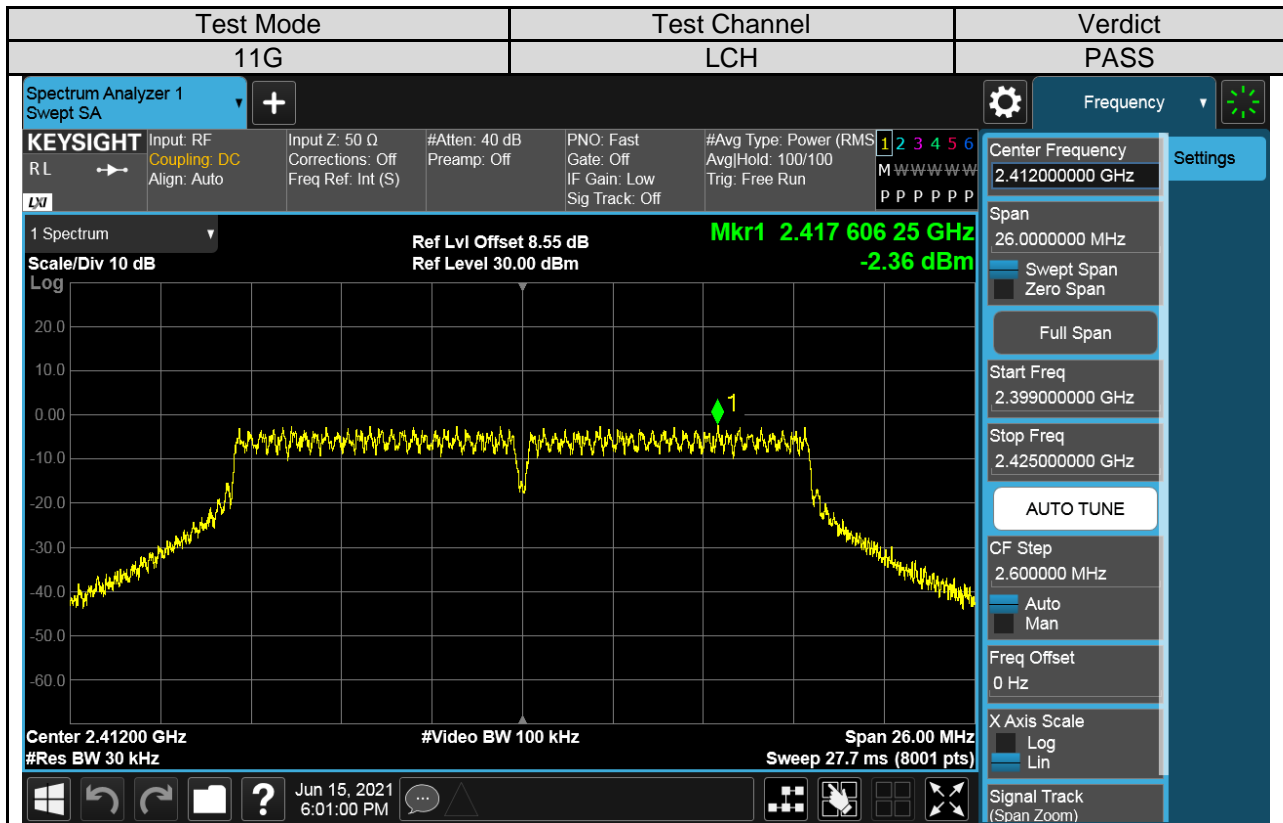 Test Mode Test Channel Verdict
11G LCH PASS
Spectrum Analyzer 1
Swept SA
Frequency
KEYSIGHT
R L
LXI
Input: RF
Coupling: DC
Align: Auto
Input Z: 50 Ω
Corrections: Off
Freq Ref: Int (S)
#Atten: 40 dB
Preamp: Off
PNO: Fast
Gate: Off
IF Gain: Low
Sig Track: Off
#Avg Type: Power (RMS
Avg|Hold: 100/100
Trig: Free Run
1 2 3 4 5 6
M W W W W W
P P P P P P
1 Spectrum
Scale/Div 10 dB
Ref Lvl Offset 8.55 dB
Ref Level 30.00 dBm
Mkr1 2.417 606 25 GHz
-2.36 dBm
Log
20.0
10.0
0.00
-10.0
-20.0
-30.0
-40.0
-50.0
-60.0
1
Center 2.41200 GHz
#Res BW 30 kHz
#Video BW 100 kHz
Span 26.00 MHz
Sweep 27.7 ms (8001 pts)
Center Frequency
2.412000000 GHz
Settings
Span
26.0000000 MHz
Swept Span
Zero Span
Full Span
Start Freq
2.399000000 GHz
Stop Freq
2.425000000 GHz
AUTO TUNE
CF Step
2.600000 MHz
Auto
Man
Freq Offset
0 Hz
X Axis Scale
Log
Lin
Signal Track
(Span Zoom)
?
Jun 15, 2021
6:01:00 PM